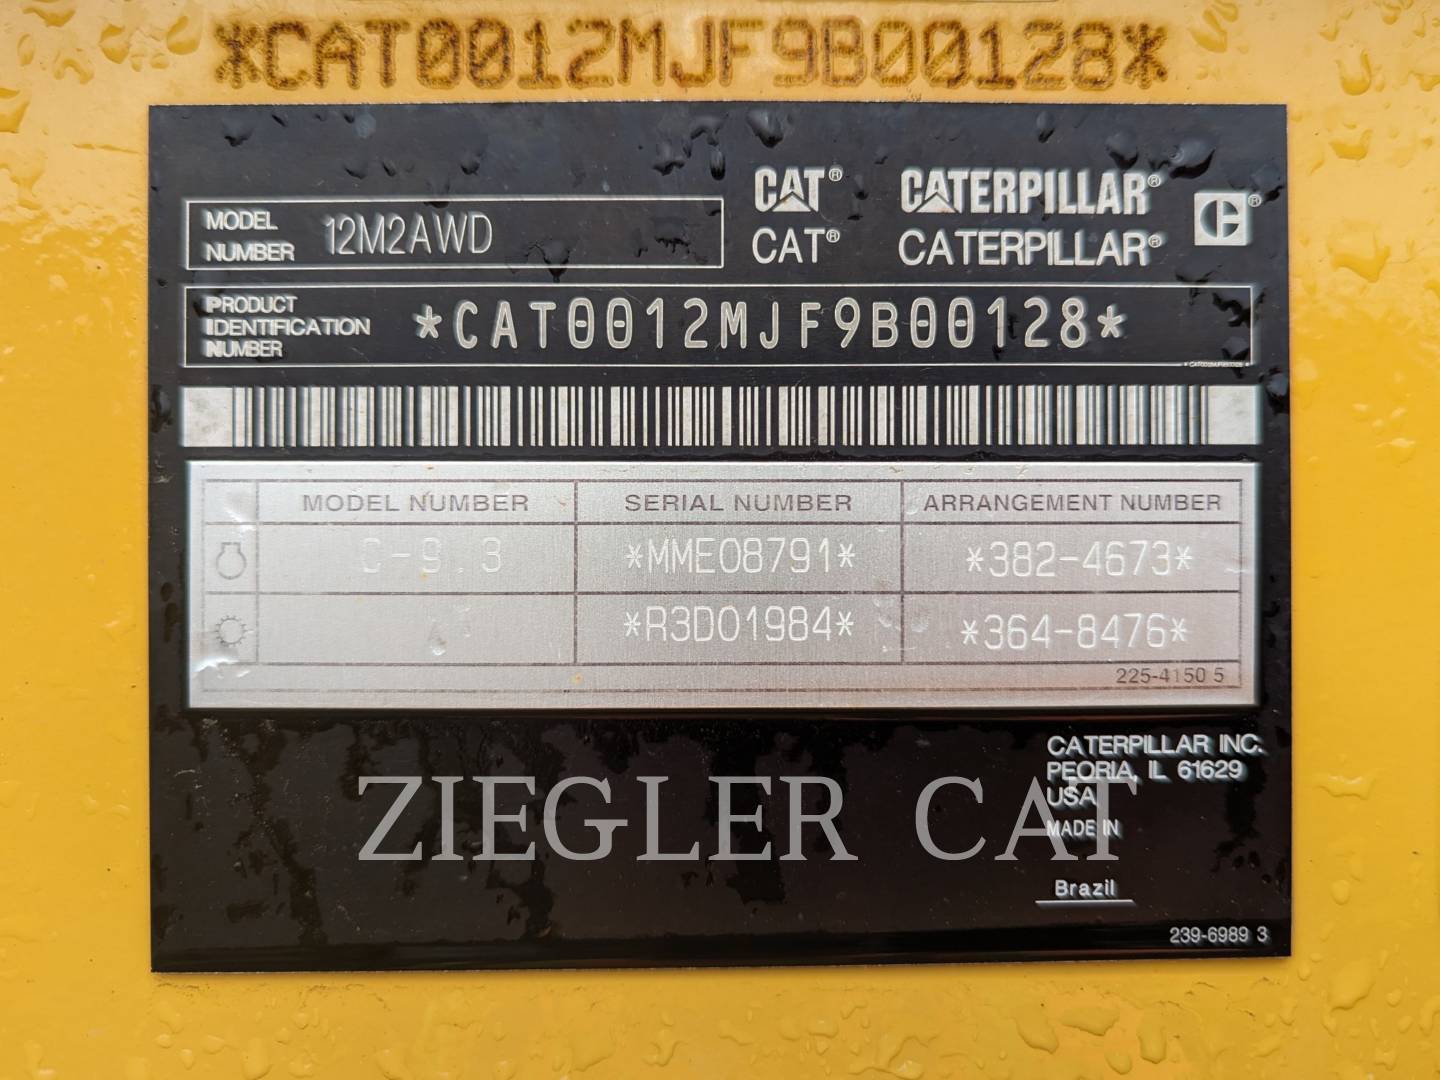 *CAT0012MJF9B00128*
MODEL NUMBER 12M2AWD
CAT® CATERPILLAR® ®
CAT® CATERPILLAR®
PRODUCT IDENTIFICATION NUMBER *CAT0012MJF9B00128*
MODEL NUMBER SERIAL NUMBER ARRANGEMENT NUMBER
C-9.3 *MME08791* *382-4673*
*R3D01984* *364-8476*
225-4150 5
CATERPILLAR INC.
PEORIA, IL 61629
USA
MADE IN
Brazil
239-6989 3
ZIEGLER CAT